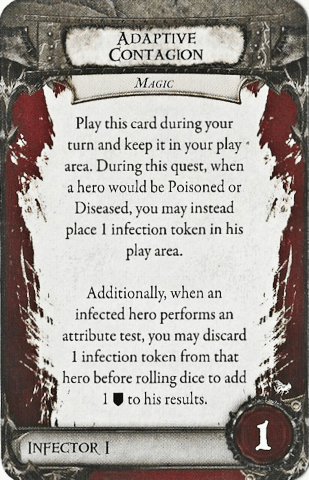 Adaptive
Contagion
Magic
Play this card during your
turn and keep it in your play
area. During this quest, when
a hero would be Poisoned or
Diseased, you may instead
place 1 infection token in his
play area.
Additionally, when an
infected hero performs an
attribute test, you may discard
1 infection token from that
hero before rolling dice to add
1 to his results.
Infector I
1